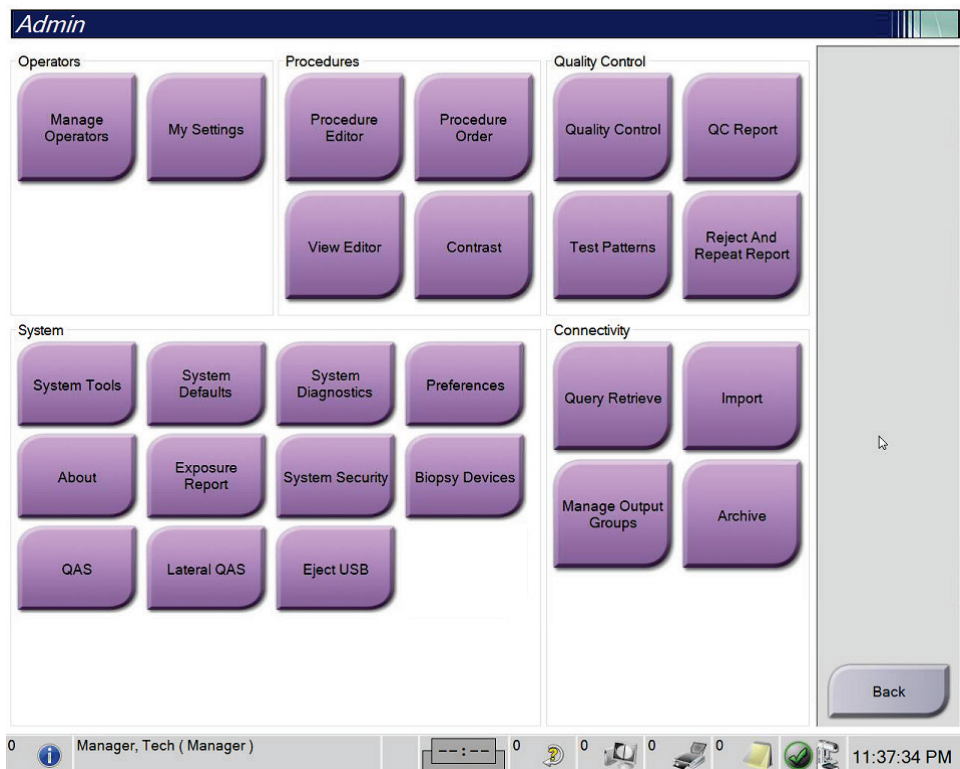 Admin
Operators
Manage
Operators
My Settings
Procedures
Procedure
Editor
Procedure
Order
View Editor
Contrast
Quality Control
Quality Control
QC Report
Test Patterns
Reject And
Repeat Report
System
System Tools
System
Defaults
System
Diagnostics
Preferences
About
Exposure
Report
System Security
Biopsy Devices
QAS
Lateral QAS
Eject USB
Connectivity
Query Retrieve
Import
Manage Output
Groups
Archive
Back
0
Manager, Tech ( Manager )
--:--
0
0
0
0
11:37:34 PM